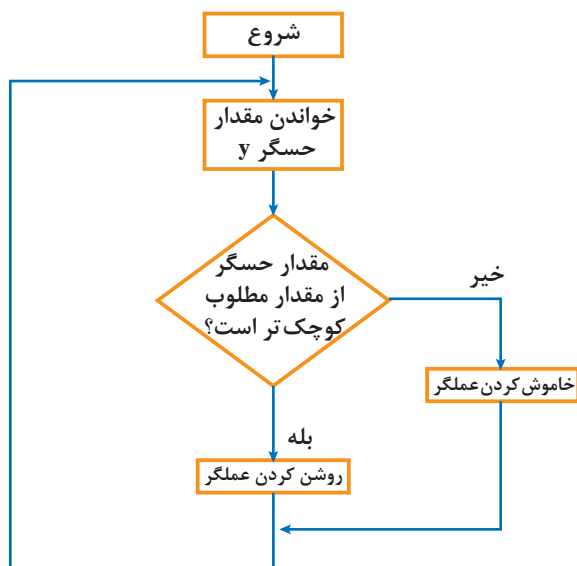 شروع
خواندن مقدار
حسگر y
مقدار حسگر
از مقدار مطلوب
کوچک‌تر است؟
خیر
خاموش کردن عملگر
بله
روشن کردن عملگر